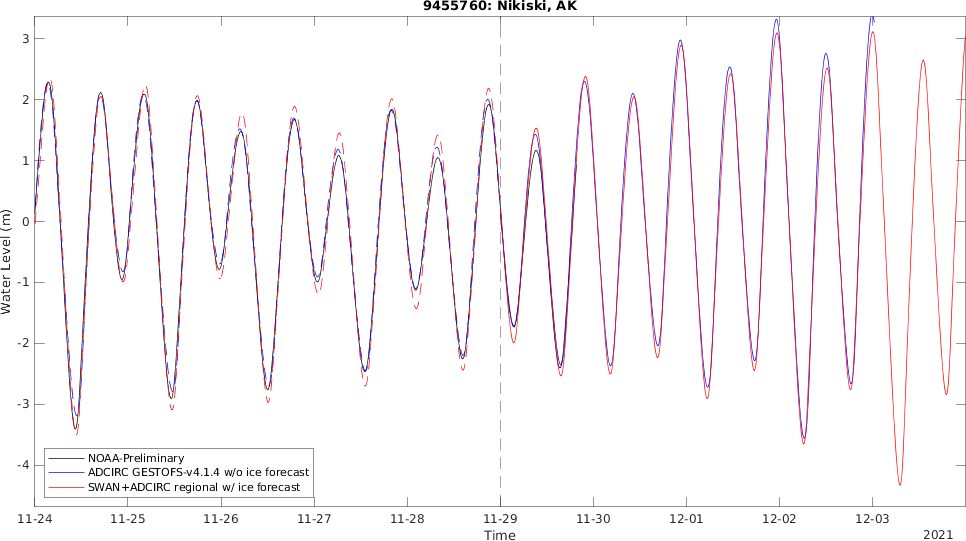 9455760: Nikiski, AK
3
2
1
0
-1
-2
-3
-4
Water Level (m)
NOAA-Preliminary
ADCIRC GESTOFS-v4.1.4 w/o ice forecast
SWAN+ADCIRC regional w/ ice forecast
11-24 11-25 11-26 11-27 11-28 11-29 11-30 12-01 12-02 12-03
Time
2021